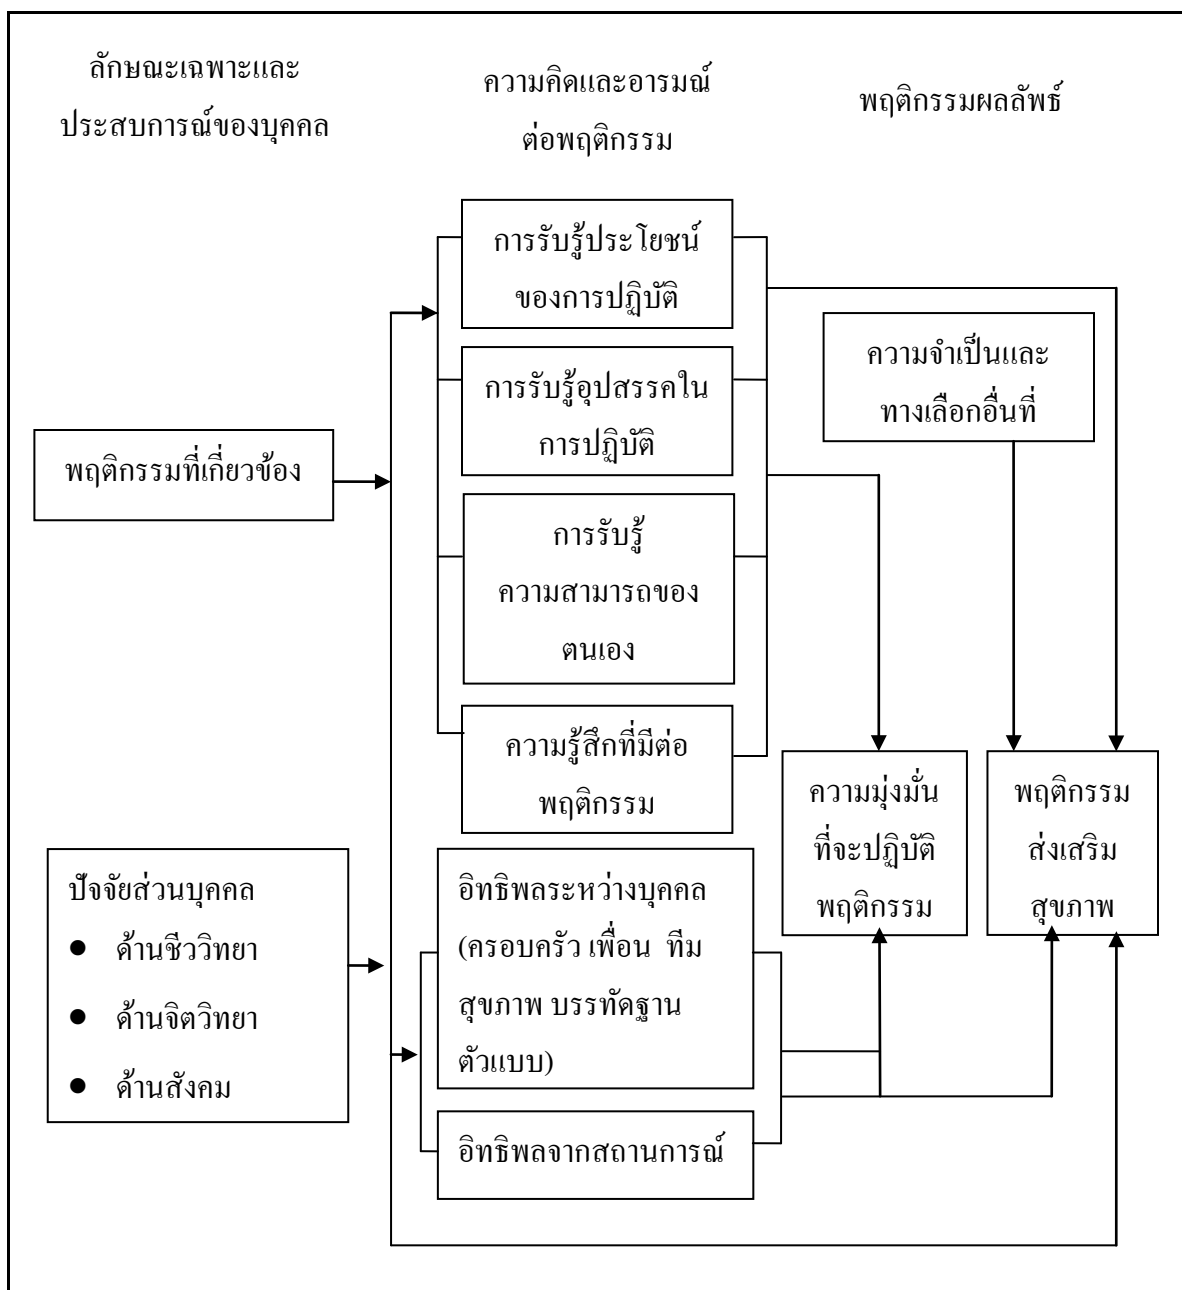 ลักษณะเฉพาะและ
ประสบการณ์ของบุคคล
ความคิดและอารมณ์
ต่อพฤติกรรม
พฤติกรรมผลลัพธ์
การรับรู้ประโยชน์
ของการปฏิบัติ
การรับรู้อุปสรรคใน
การปฏิบัติ
การรับรู้
ความสามารถของ
ตนเอง
ความรู้สึกที่มีต่อ
พฤติกรรม
พฤติกรรมที่เกี่ยวข้อง
ความจำเป็นและ
ทางเลือกอื่นที่
ปัจจัยส่วนบุคคล
● ด้านชีววิทยา
● ด้านจิตวิทยา
● ด้านสังคม
อิทธิพลระหว่างบุคคล
(ครอบครัว เพื่อน ทีม
สุขภาพ บรรทัดฐาน
ตัวแบบ)
อิทธิพลจากสถานการณ์
ความมุ่งมั่น
ที่จะปฏิบัติ
พฤติกรรม
พฤติกรรม
ส่งเสริม
สุขภาพ